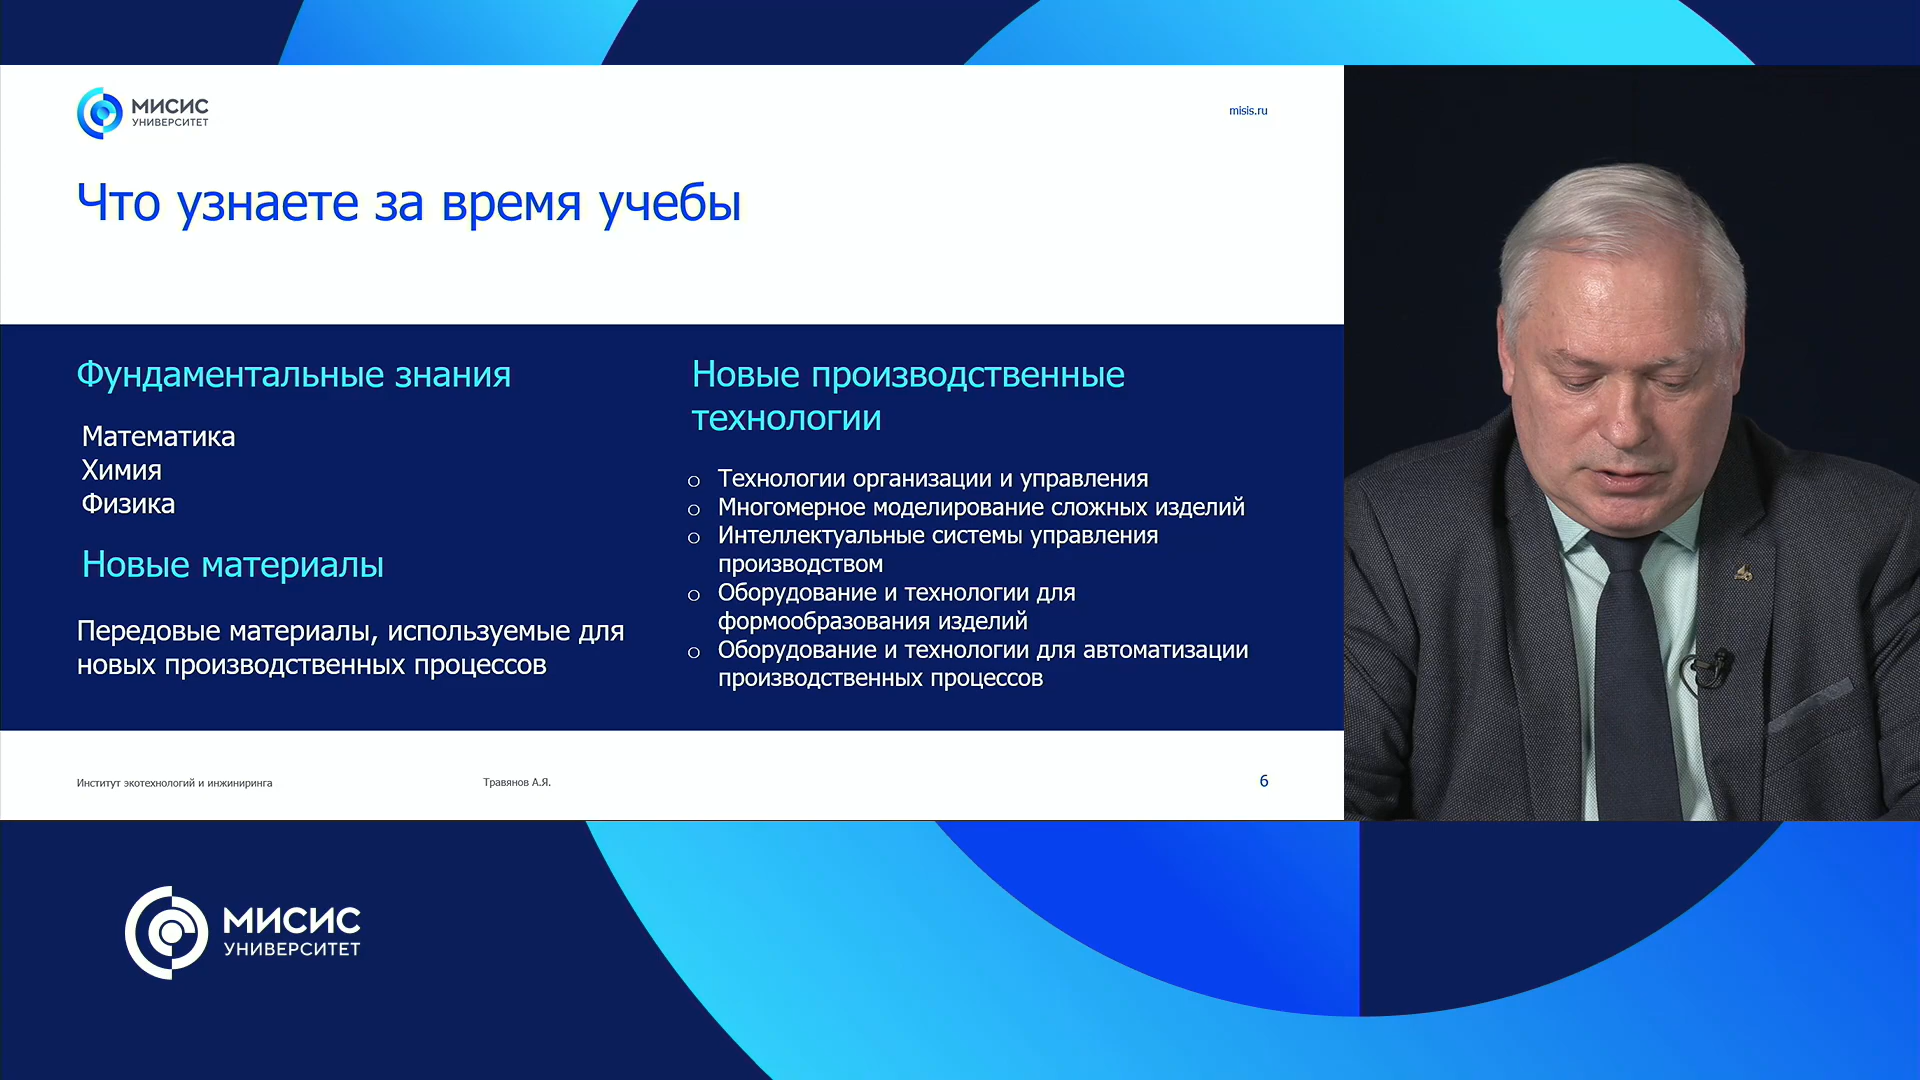 МИСИС
УНИВЕРСИТЕТ
misis.ru
Что узнаете за время учебы
Фундаментальные знания
Математика
Химия
Физика
Новые материалы
Передовые материалы, используемые для
новых производственных процессов
Новые производственные
технологии
o Технологии организации и управления
o Многомерное моделирование сложных изделий
o Интеллектуальные системы управления
производством
o Оборудование и технологии для
формообразования изделий
o Оборудование и технологии для автоматизации
производственных процессов
Институт экотехнологий и инжиниринга
Травянов А.Я.
6
МИСИС
УНИВЕРСИТЕТ